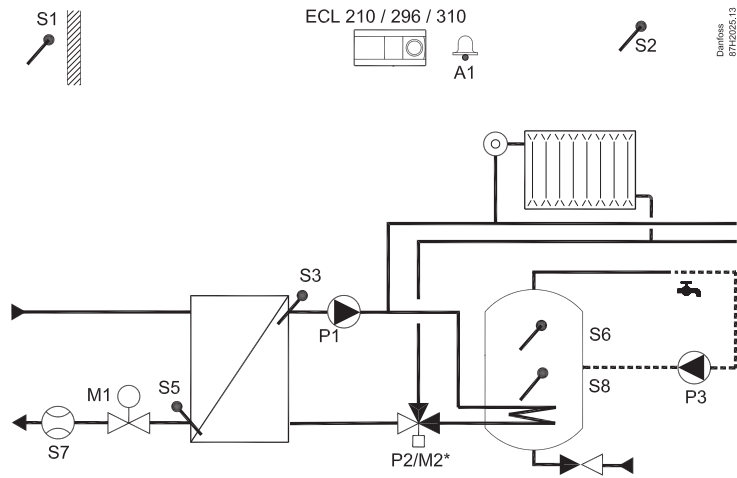 S1
ECL 210 / 296 / 310
A1
S2
Danfoss
87H2025.13
S3
P1
S6
S8
P3
M1
S5
S7
P2/M2*